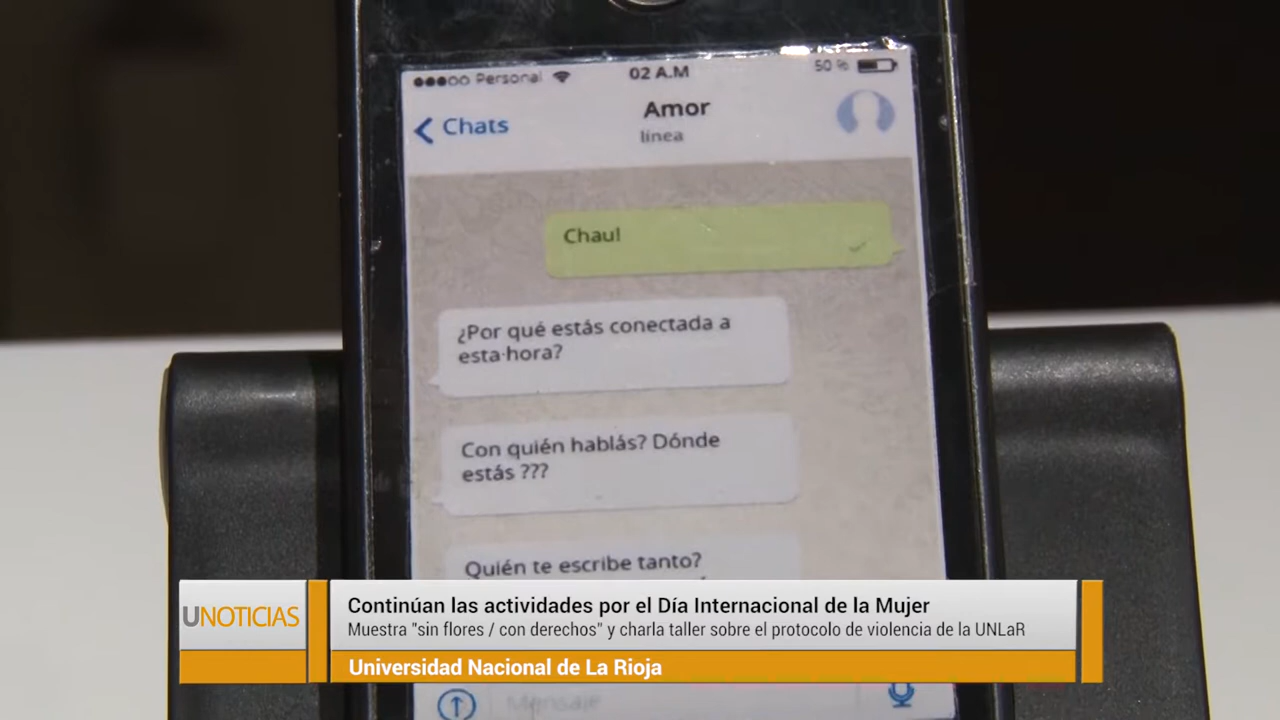 Personal
02 A.M
50 %
Chats
Amor
línea
Chau!
¿Por qué estás conectada a
esta hora?
Con quién hablás? Dónde
estás ???
Quién te escribe tanto?
UNOTICIAS
Continúan las actividades por el Día Internacional de la Mujer
Muestra "sin flores / con derechos" y charla taller sobre el protocolo de violencia de la UNLaR
Universidad Nacional de La Rioja
Mensaje